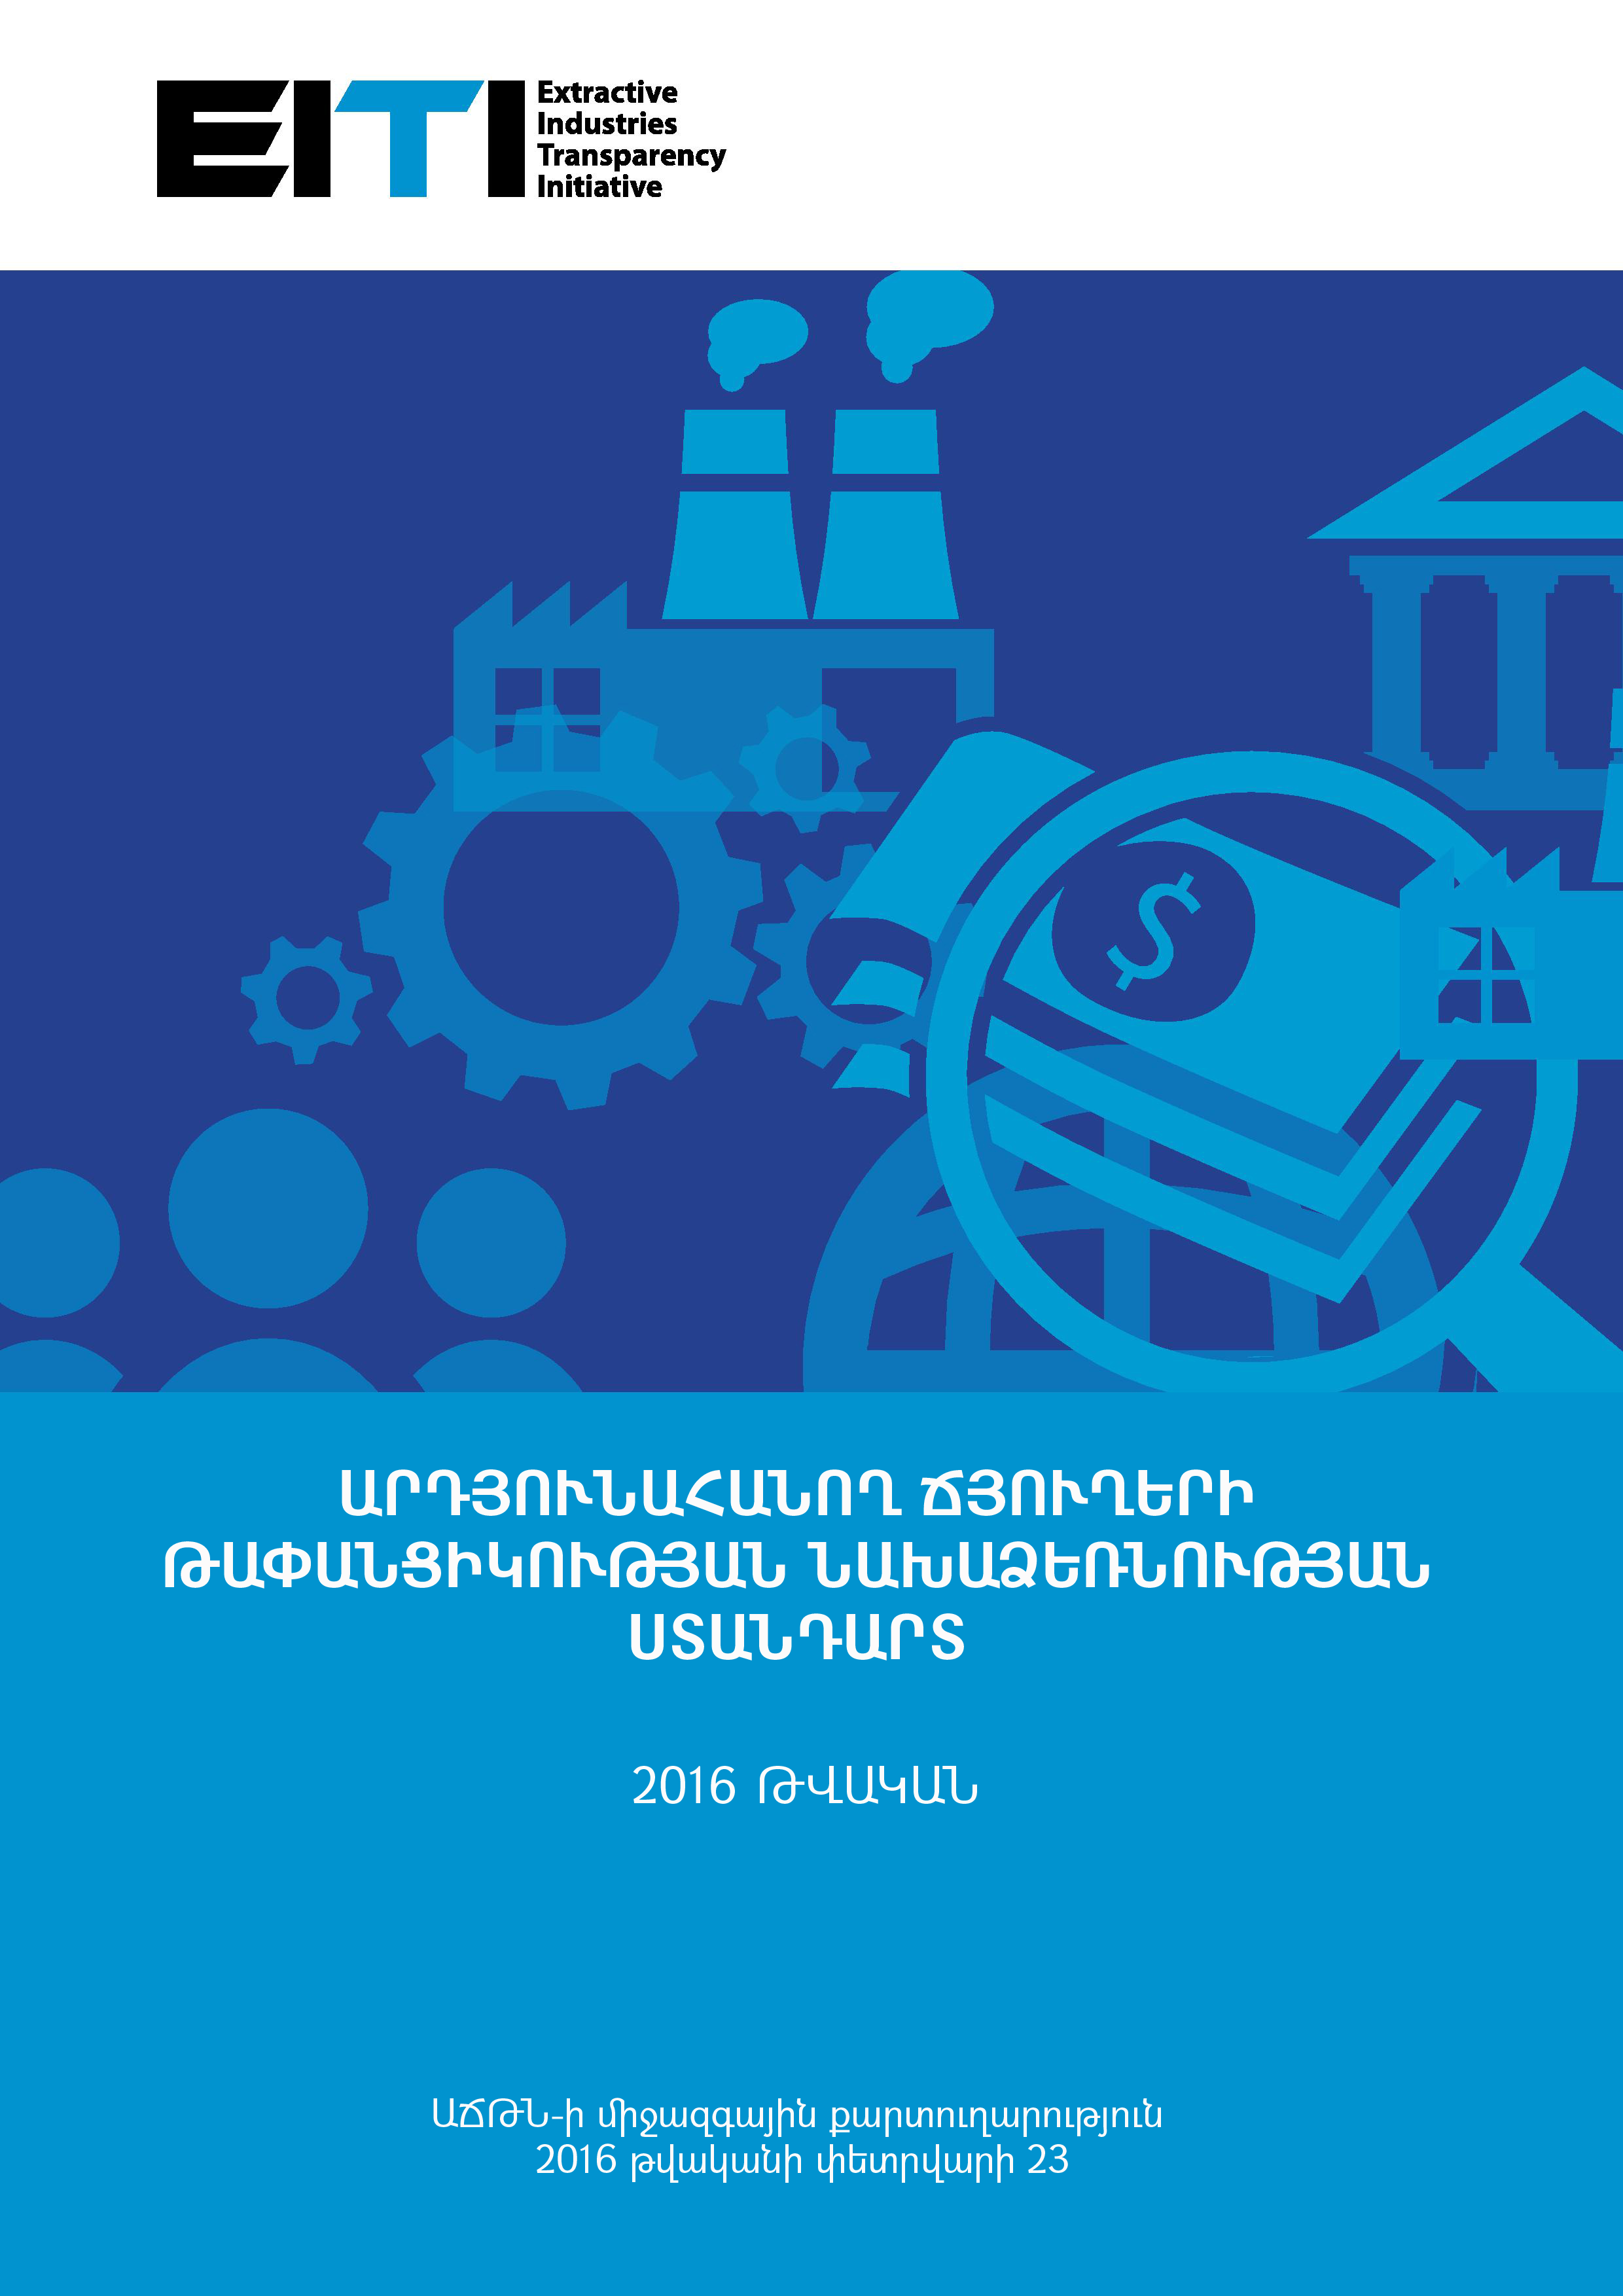 EITI
Extractive
Industries
Transparency
Initiative
$
ԱՐԴՅՈՒՆԱՀԱՆՈՂ ՃՅՈՒՂԵՐԻ
ԹԱՓԱՆՑԻԿՈՒԹՅԱՆ ՆԱԽԱՁԵՌՆՈՒԹՅԱՆ
ՍՏԱՆԴԱՐՏ
2016 ԹՎԱԿԱՆ
ԱՃԹՆ-ի միջազգային քարտուղարություն
2016 թվականի փետրվարի 23